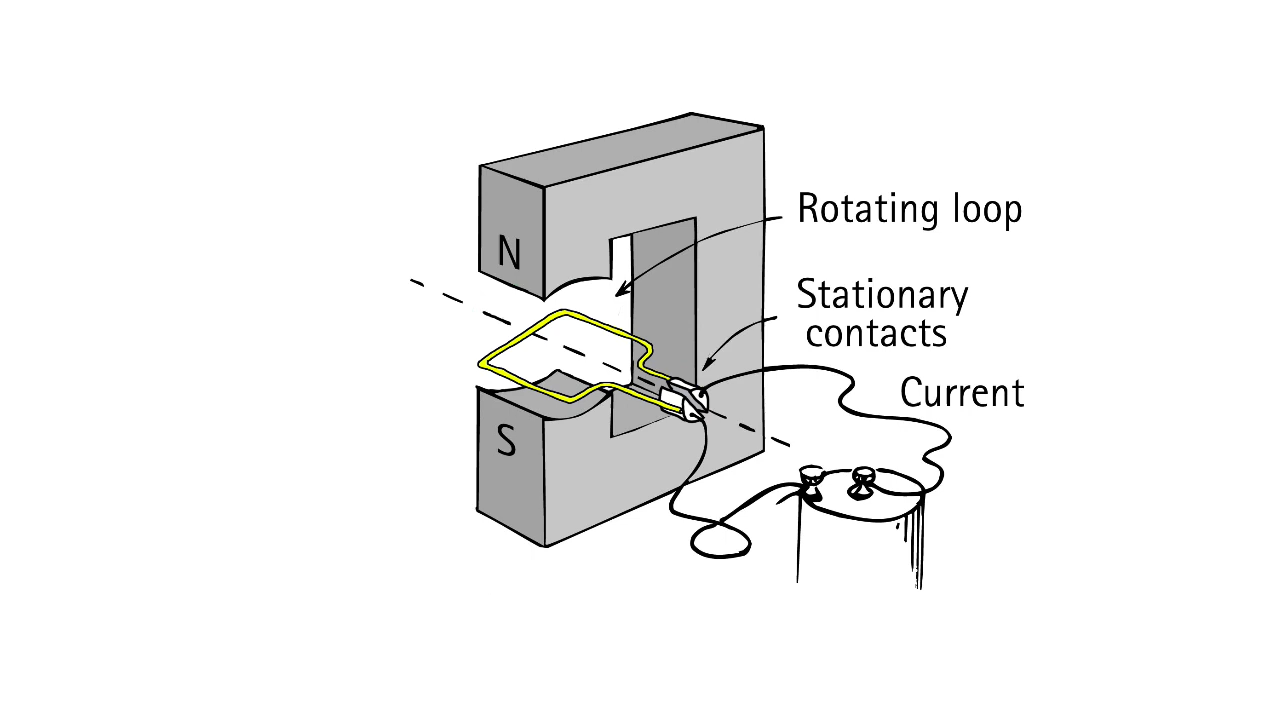 N
Rotating loop
Stationary
contacts
Current
S